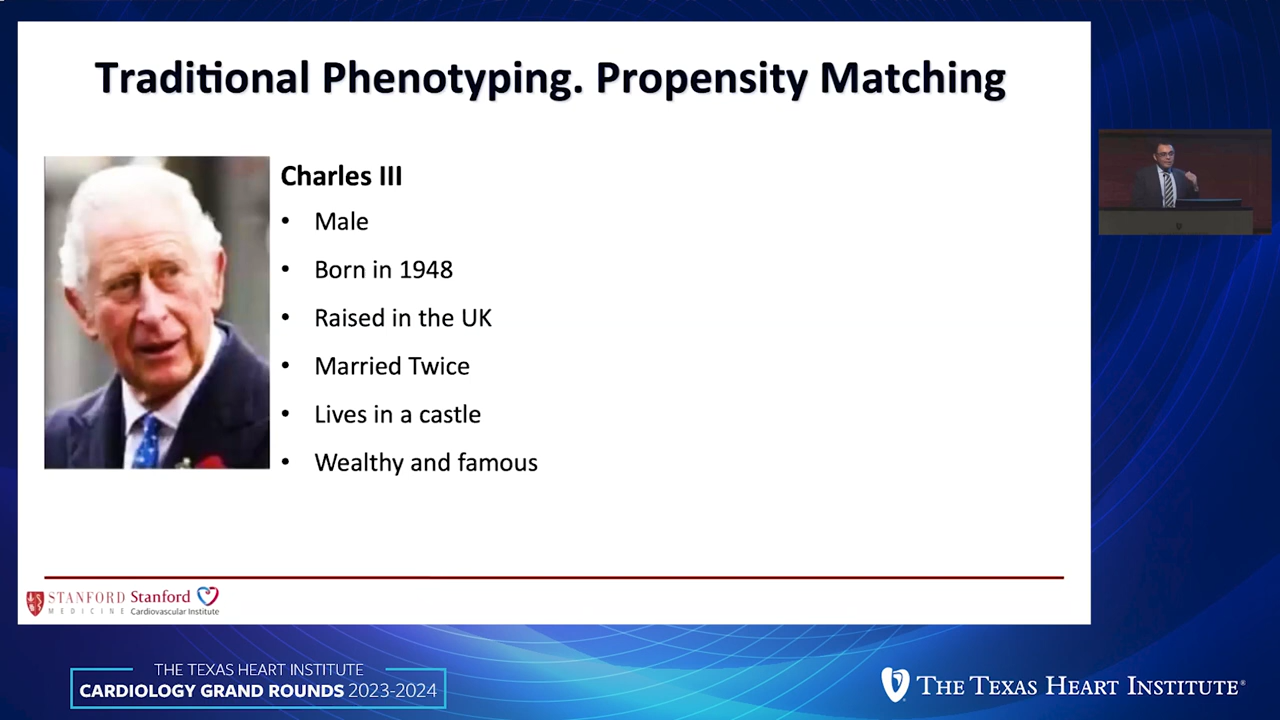 Traditional Phenotyping. Propensity Matching
Charles III
• Male
• Born in 1948
• Raised in the UK
• Married Twice
• Lives in a castle
• Wealthy and famous
STANFORD
MEDICINE
Stanford
Cardiovascular Institute
THE TEXAS HEART INSTITUTE
CARDIOLOGY GRAND ROUNDS 2023-2024
THE TEXAS HEART INSTITUTE®